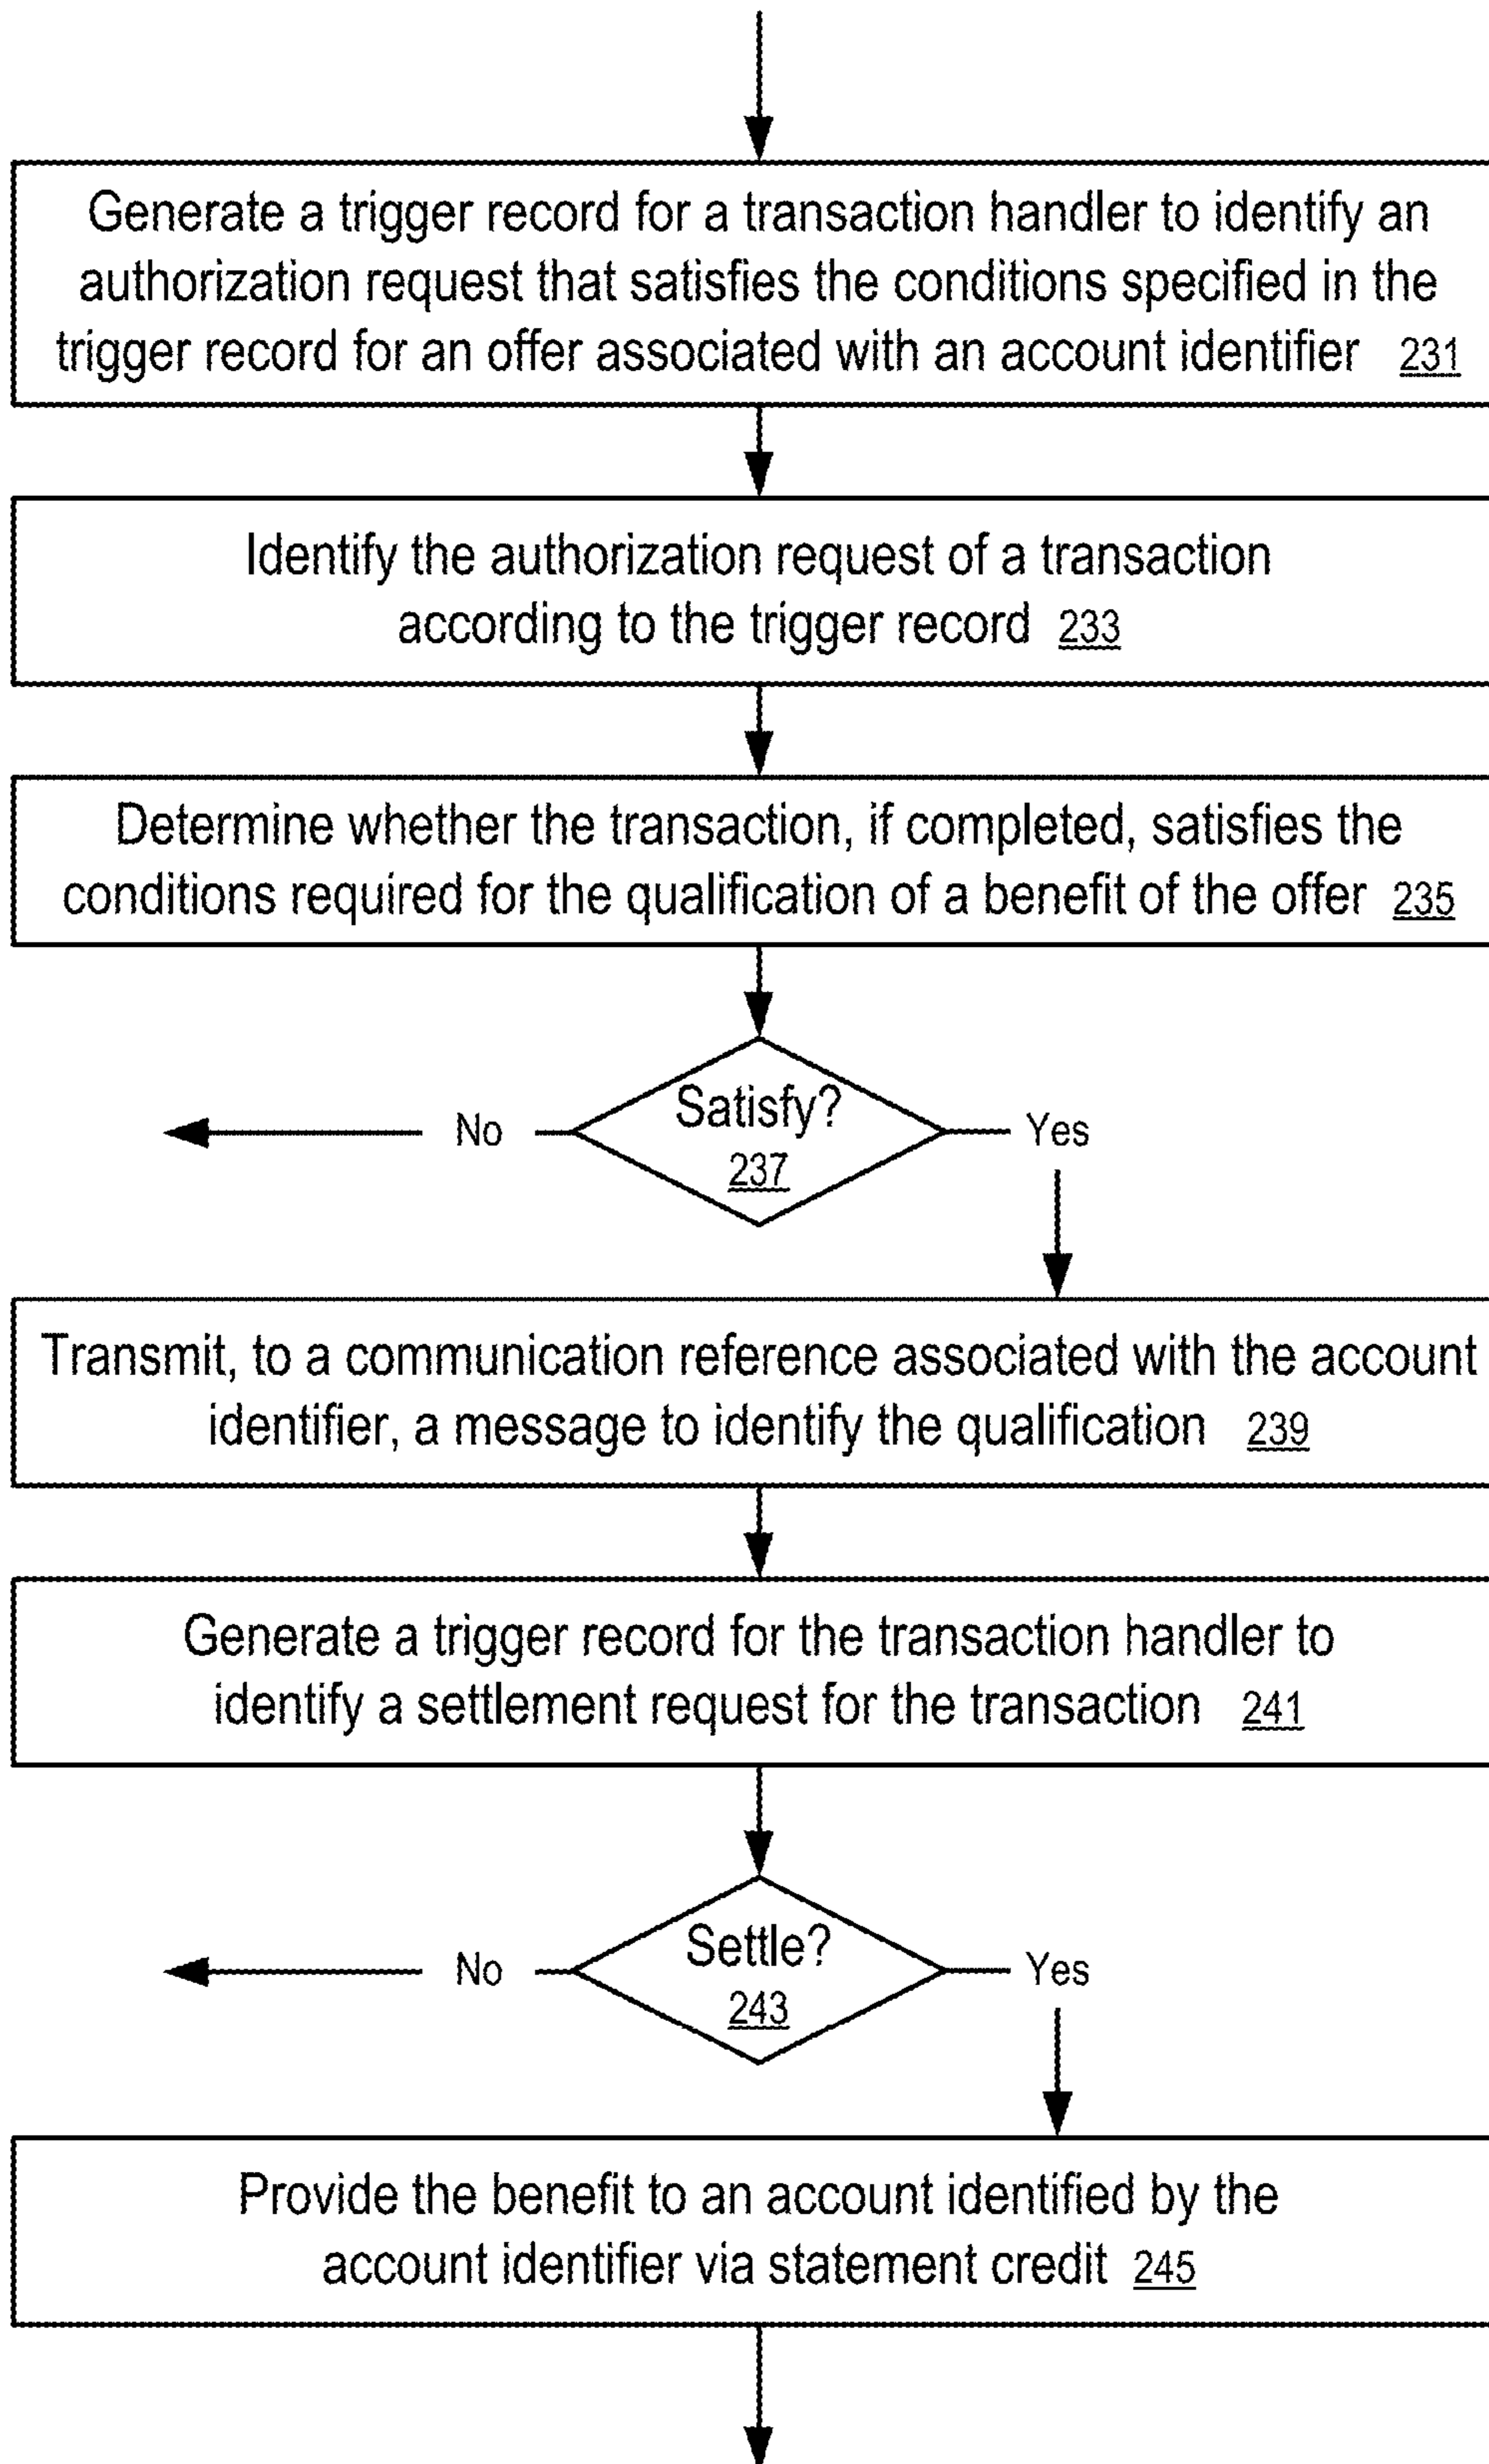 Generate a trigger record for a transaction handler to identify an
authorization request that satisfies the conditions specified in the
trigger record for an offer associated with an account identifier 231
Identify the authorization request of a transaction
according to the trigger record 233
Determine whether the transaction, if completed, satisfies the
conditions required for the qualification of a benefit of the offer 235
Satisfy?
No
Yes
237
Transmit, to a communication reference associated with the account
identifier, a message to identify the qualification 239
Generate a trigger record for the transaction handler to
identify a settlement request for the transaction 241
Settle?
No
Yes
243
Provide the benefit to an account identified by the
account identifier via statement credit 245